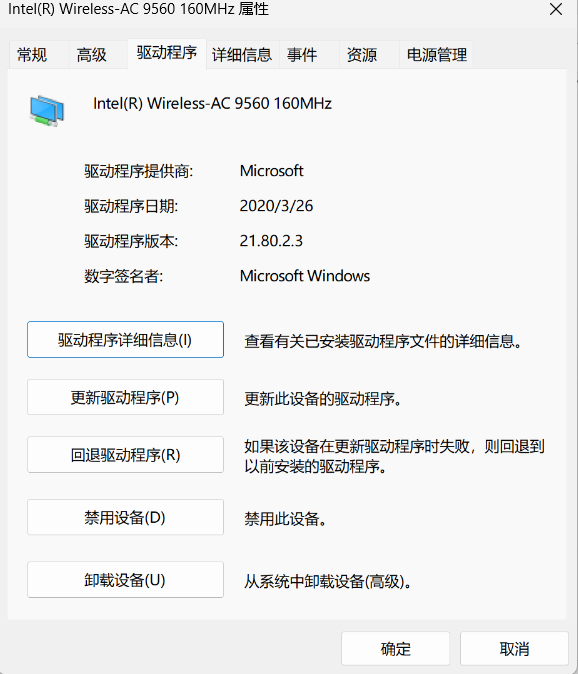 Intel(R) Wireless-AC 9560 160MHz 属性
常规 高级 驱动程序 详细信息 事件 资源 电源管理
Intel(R) Wireless-AC 9560 160MHz
驱动程序提供商: Microsoft
驱动程序日期: 2020/3/26
驱动程序版本: 21.80.2.3
数字签名者: Microsoft Windows
驱动程序详细信息(I) 查看有关已安装驱动程序文件的详细信息。
更新驱动程序(P) 更新此设备的驱动程序。
回退驱动程序(R) 如果该设备在更新驱动程序时失败，则回退到
以前安装的驱动程序。
禁用设备(D) 禁用此设备。
卸载设备(U) 从系统中卸载设备(高级)。
确定 取消